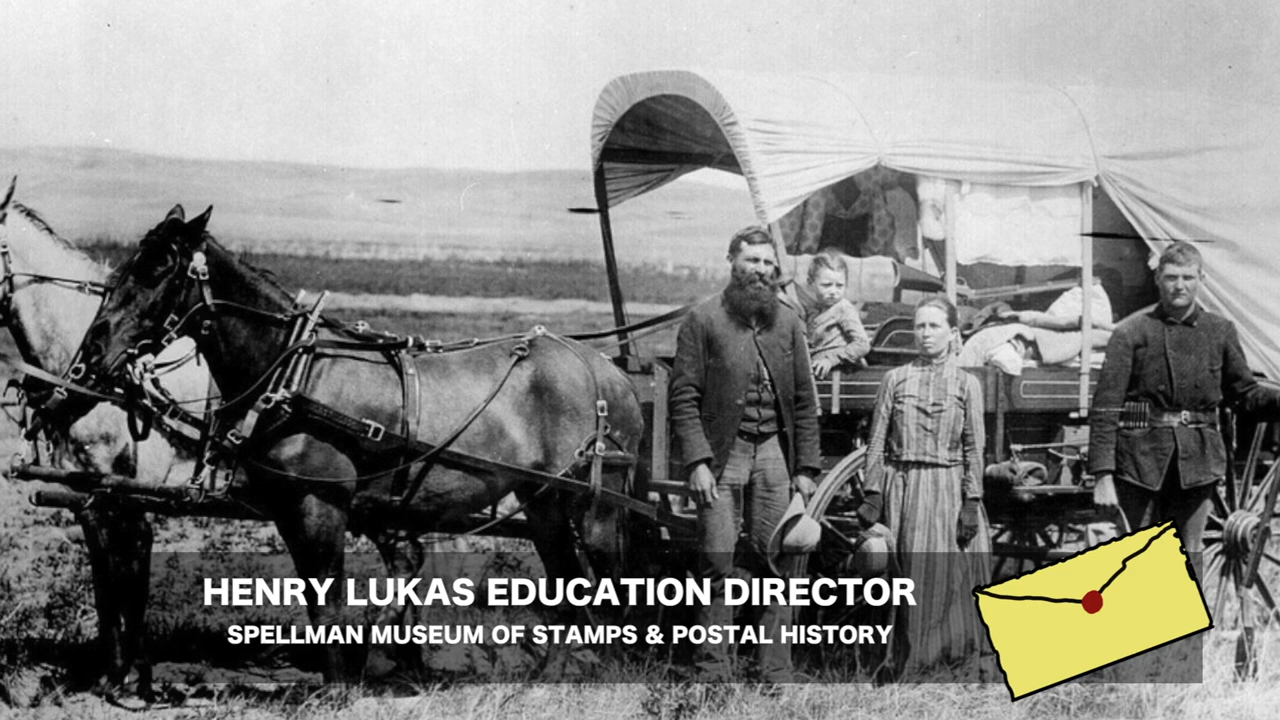 HENRY LUKAS EDUCATION DIRECTOR
SPELLMAN MUSEUM OF STAMPS & POSTAL HISTORY